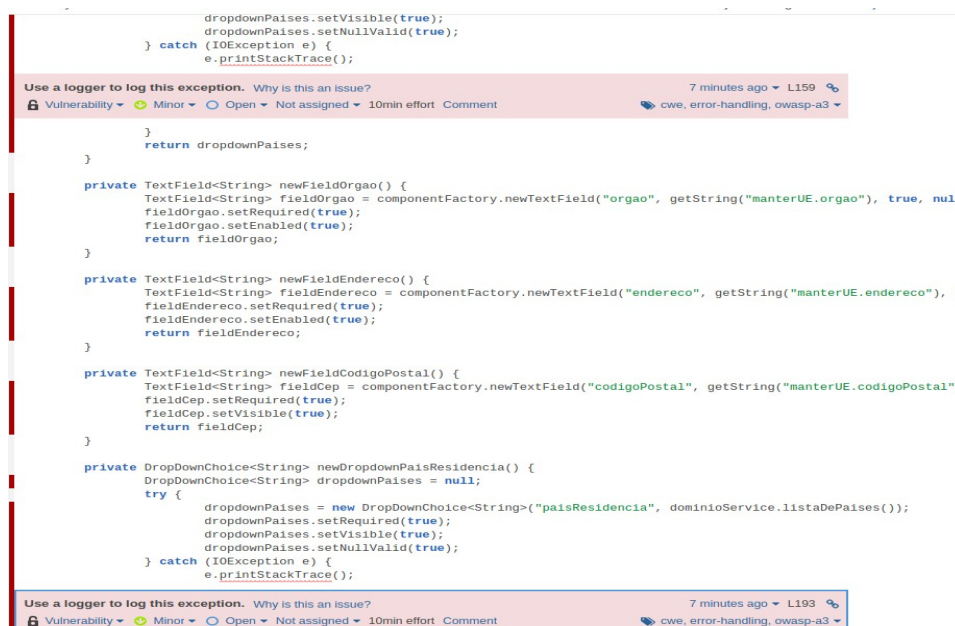 dropdownPaises.setVisible(true);
dropdownPaises.setNullValid(true);
} catch (IOException e) {
e.printStackTrace();
Use a logger to log this exception. Why is this an issue? 7 minutes ago L159
Vulnerability Minor Open Not assigned 10min effort Comment cwe, error-handling, owasp-a3
}
return dropdownPaises;
}
private TextField<String> newFieldOrgao() {
TextField<String> fieldOrgao = componentFactory.newTextField("orgao", getString("manterUE.orgao"), true, nul
fieldOrgao.setRequired(true);
fieldOrgao.setEnabled(true);
return fieldOrgao;
}
private TextField<String> newFieldEndereco() {
TextField<String> fieldEndereco = componentFactory.newTextField("endereco", getString("manterUE.endereco"),
fieldEndereco.setRequired(true);
fieldEndereco.setEnabled(true);
return fieldEndereco;
}
private TextField<String> newFieldCodigoPostal() {
TextField<String> fieldCep = componentFactory.newTextField("codigoPostal", getString("manterUE.codigoPostal"
fieldCep.setRequired(true);
fieldCep.setVisible(true);
return fieldCep;
}
private DropDownChoice<String> newDropdownPaisResidencia() {
DropDownChoice<String> dropdownPaises = null;
try {
dropdownPaises = new DropDownChoice<String>("paisResidencia", dominioService.listaDePaises());
dropdownPaises.setRequired(true);
dropdownPaises.setVisible(true);
dropdownPaises.setNullValid(true);
} catch (IOException e) {
e.printStackTrace();
Use a logger to log this exception. Why is this an issue? 7 minutes ago L193
Vulnerability Minor Open Not assigned 10min effort Comment cwe, error-handling, owasp-a3